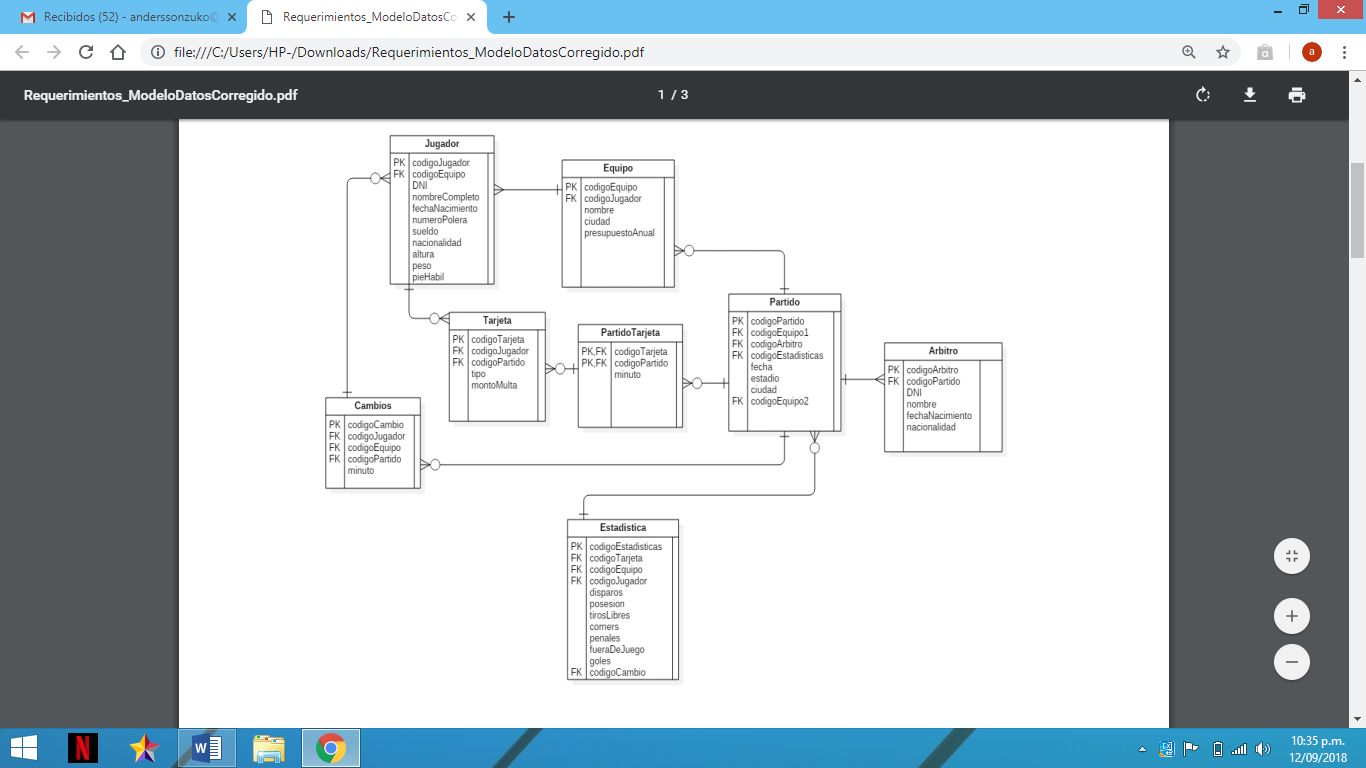 Recibidos (52) - anderssonzuko@
Requerimientos_ModeloDatosCo
file:///C:/Users/HP-/Downloads/Requerimientos_ModeloDatosCorregido.pdf
a
a
Requerimientos_ModeloDatosCorregido.pdf
1 / 3
Jugador
PK codigoJugador
FK codigoEquipo
DNI
nombreCompleto
fechaNacimiento
numeroPolera
sueldo
nacionalidad
altura
peso
pieHabil
Equipo
PK codigoEquipo
FK codigoJugador
nombre
ciudad
presupuestoAnual
Tarjeta
PK codigoTarjeta
FK codigoJugador
FK codigoPartido
tipo
montoMulta
PartidoTarjeta
PK,FK codigoTarjeta
PK,FK codigoPartido
minuto
Partido
PK codigoPartido
FK codigoEquipo1
FK codigoArbitro
FK codigoEstadisticas
fecha
estadio
ciudad
FK codigoEquipo2
Arbitro
PK codigoArbitro
FK codigoPartido
DNI
nombre
fechaNacimiento
nacionalidad
Cambios
PK codigoCambio
FK codigoJugador
FK codigoEquipo
FK codigoPartido
minuto
Estadistica
PK codigoEstadisticas
FK codigoTarjeta
FK codigoEquipo
FK codigoJugador
disparos
posesion
tirosLibres
corners
penales
fueraDeJuego
goles
FK codigoCambio
N
W
10:35 p.m.
12/09/2018